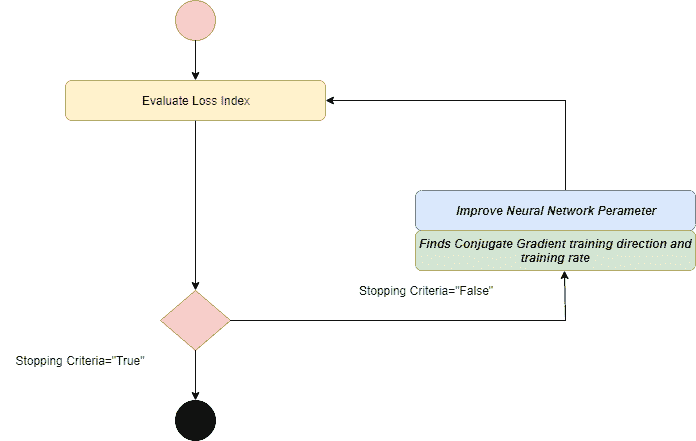 Evaluate Loss Index
Improve Neural Network Perameter
Finds Conjugate Gradient training direction and
training rate
Stopping Criteria="False"
Stopping Criteria="True"